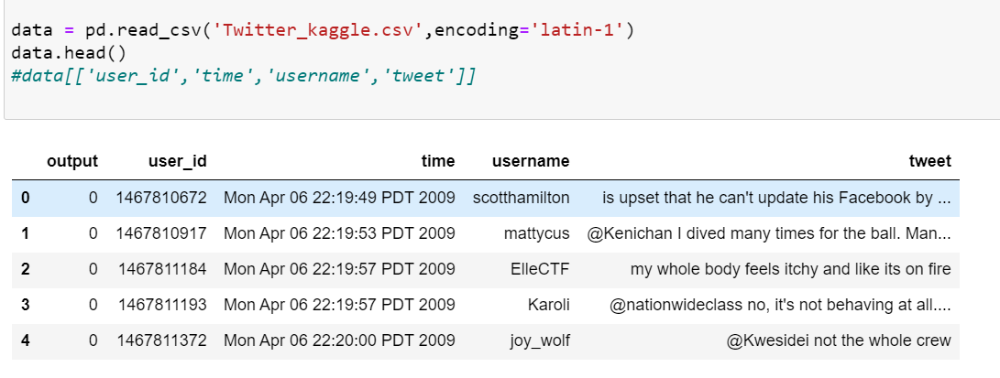 data = pd.read_csv('Twitter_kaggle.csv',encoding='latin-1')
data.head()
#data[['user_id','time','username','tweet']]
output user_id time username tweet
0 0 1467810672 Mon Apr 06 22:19:49 PDT 2009 scotthamilton is upset that he can't update his Facebook by ...
1 0 1467810917 Mon Apr 06 22:19:53 PDT 2009 mattycus @Kenichan I dived many times for the ball. Man...
2 0 1467811184 Mon Apr 06 22:19:57 PDT 2009 ElleCTF my whole body feels itchy and like its on fire
3 0 1467811193 Mon Apr 06 22:19:57 PDT 2009 Karoli @nationwideclass no, it's not behaving at all....
4 0 1467811372 Mon Apr 06 22:20:00 PDT 2009 joy_wolf @Kwesidei not the whole crew